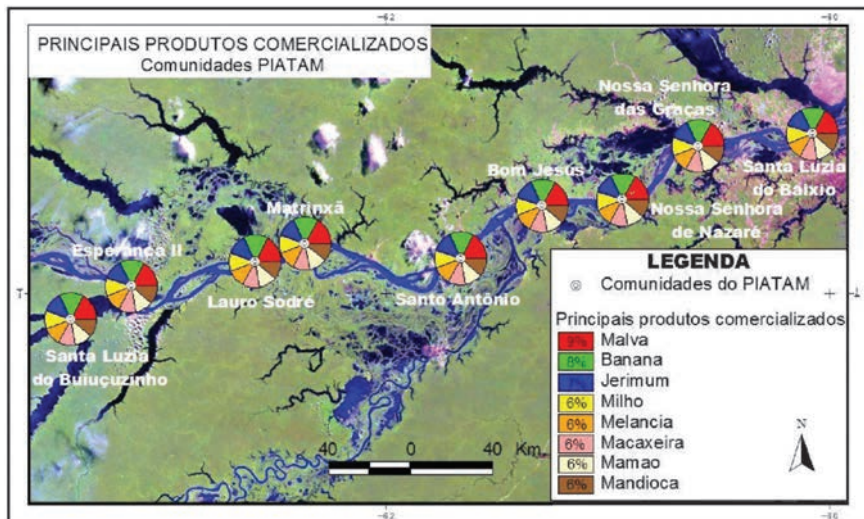 -62
-60
PRINCIPAIS PRODUTOS COMERCIALIZADOS
Comunidades PIATAM
Nossa Senhora
das Graças
Bom Jesus
Santa Luzia
do Baixio
Matrinxã
Nossa Senhora
de Nazaré
Esperança II
Lauro Sodré
Santo Antônio
Santa Luzia
do Buiuçuzinho
LEGENDA
Comunidades do PIATAM
Principais produtos comercializados
9% Malva
8% Banana
7% Jerimum
6% Milho
6% Melancia
6% Macaxeira
6% Mamao
6% Mandioca
N
40 0 40 Km
-62